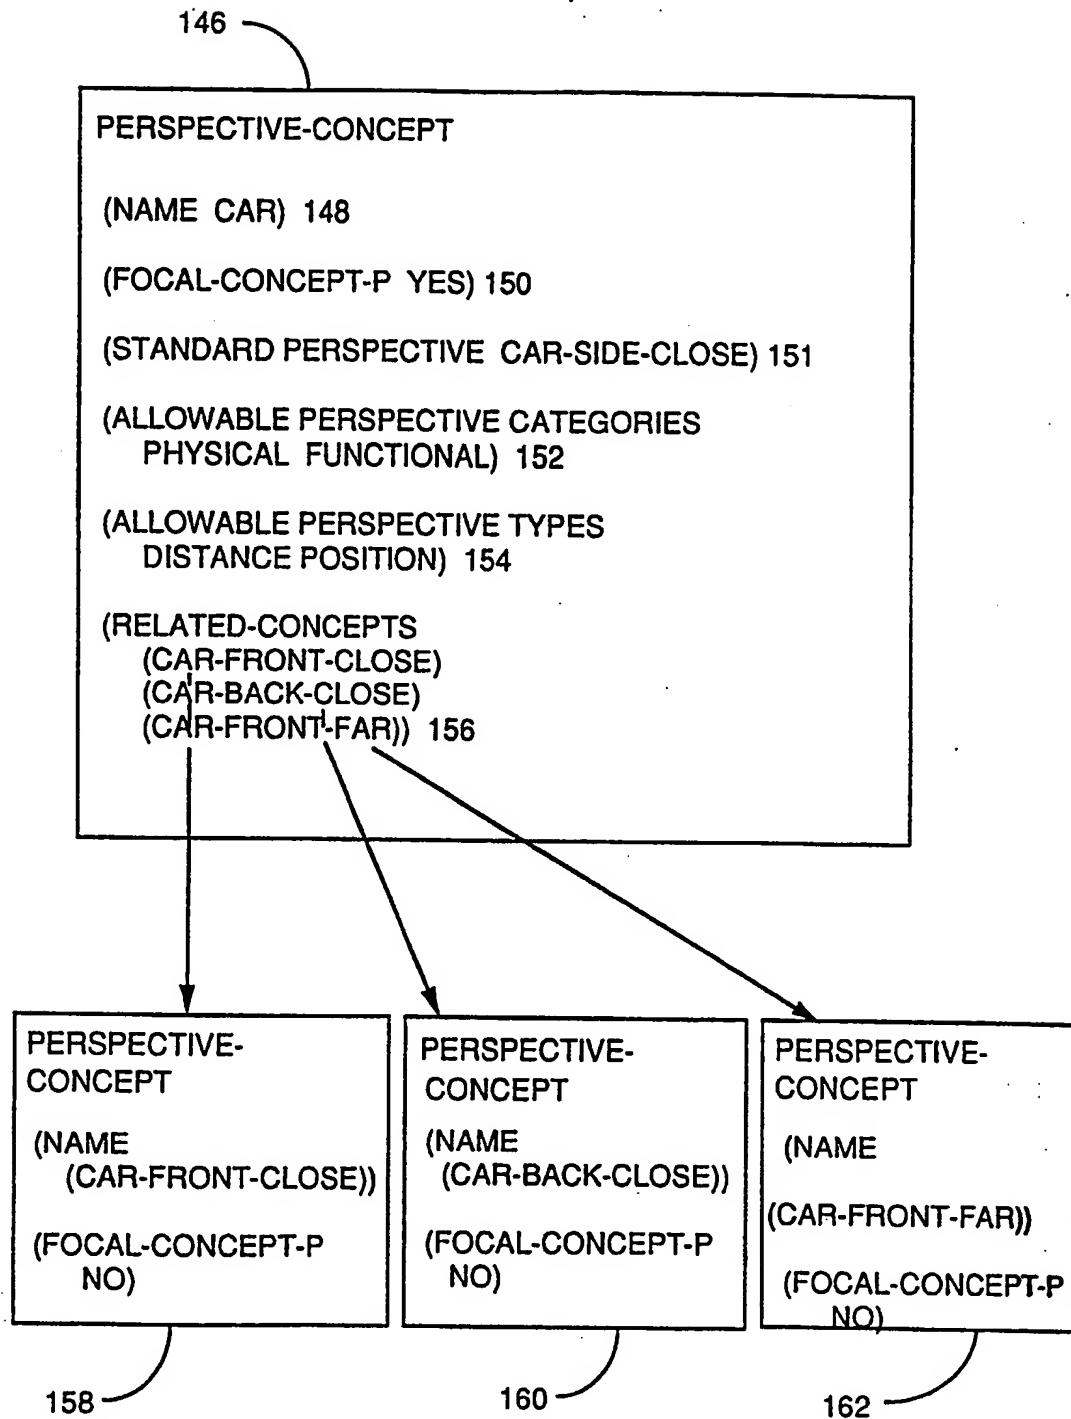 146
PERSPECTIVE-CONCEPT
(NAME CAR) 148
(FOCAL-CONCEPT-P YES) 150
(STANDARD PERSPECTIVE CAR-SIDE-CLOSE) 151
(ALLOWABLE PERSPECTIVE CATEGORIES
PHYSICAL FUNCTIONAL) 152
(ALLOWABLE PERSPECTIVE TYPES
DISTANCE POSITION) 154
(RELATED-CONCEPTS
(CAR-FRONT-CLOSE)
(CAR-BACK-CLOSE)
(CAR-FRONT-FAR)) 156
PERSPECTIVE-
CONCEPT
(NAME
(CAR-FRONT-CLOSE))
(FOCAL-CONCEPT-P
NO)
158
PERSPECTIVE-
CONCEPT
(NAME
(CAR-BACK-CLOSE))
(FOCAL-CONCEPT-P
NO)
160
PERSPECTIVE-
CONCEPT
(NAME
(CAR-FRONT-FAR))
(FOCAL-CONCEPT-P
NO)
162